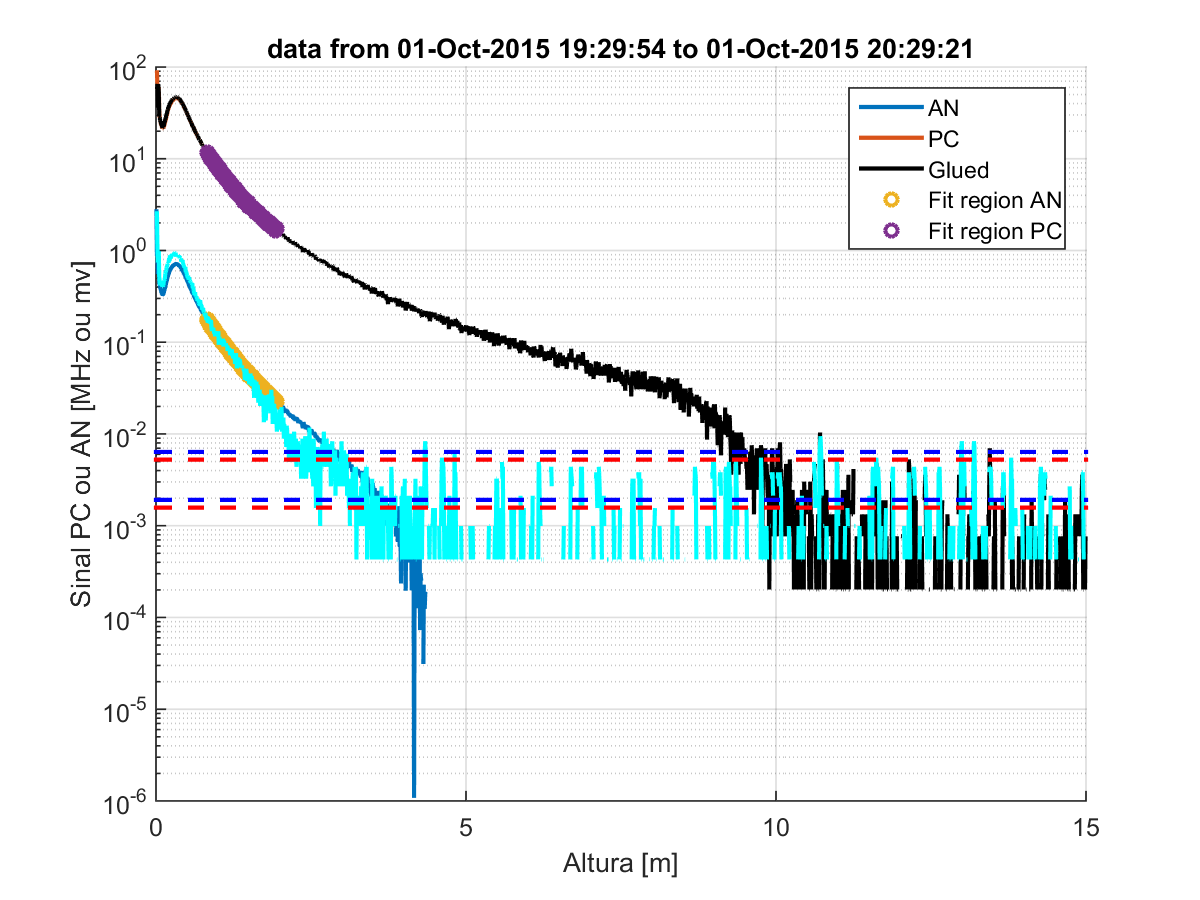 data from 01-Oct-2015 19:29:54 to 01-Oct-2015 20:29:21
AN
PC
Glued
Fit region AN
Fit region PC
Sinal PC ou AN [MHz ou mv]
10^2
10^1
10^0
10^-1
10^-2
10^-3
10^-4
10^-5
10^-6
0 5 10 15
Altura [m]